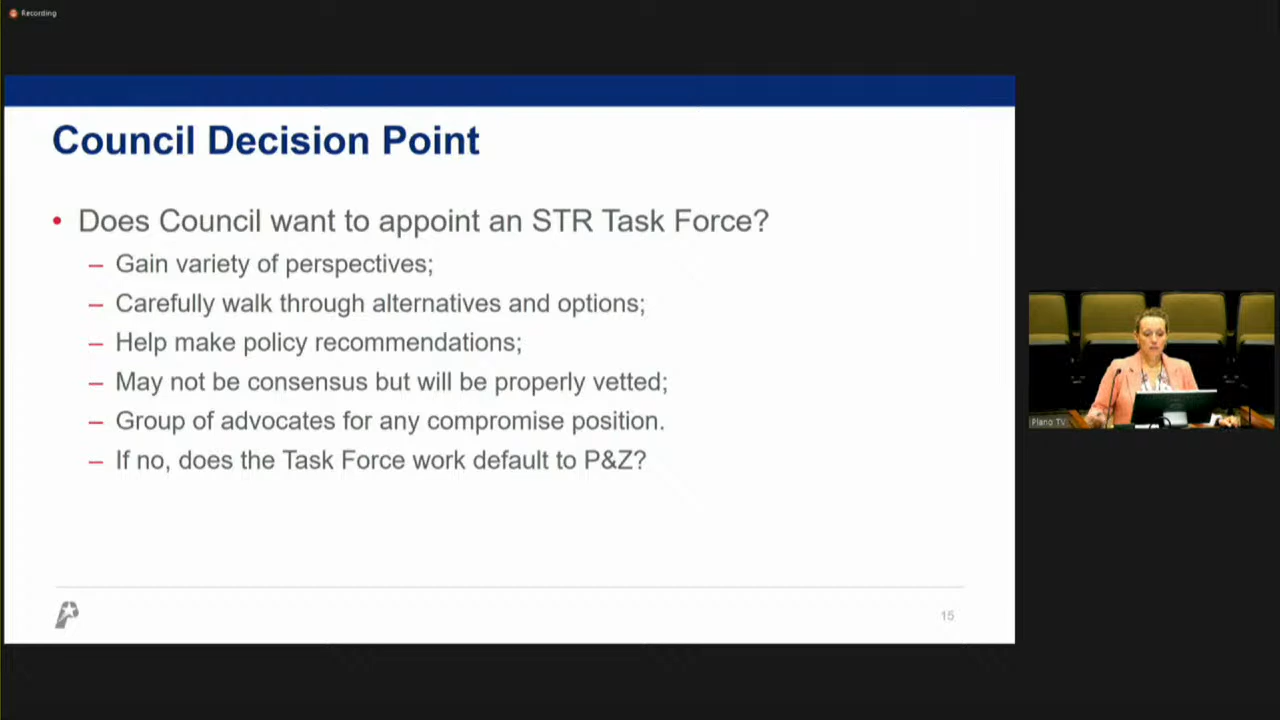 Recording
Council Decision Point
• Does Council want to appoint an STR Task Force?
– Gain variety of perspectives;
– Carefully walk through alternatives and options;
– Help make policy recommendations;
– May not be consensus but will be properly vetted;
– Group of advocates for any compromise position.
– If no, does the Task Force work default to P&Z?
Plano TV
15